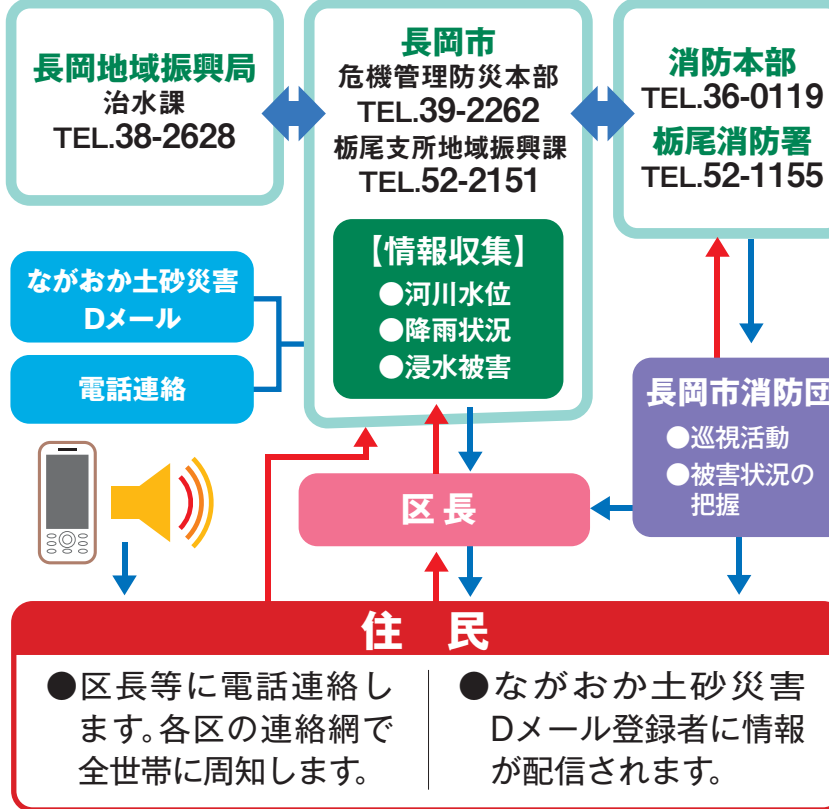 長岡地域振興局
治水課
TEL.38-2628
長岡市
危機管理防災本部
TEL.39-2262
栃尾支所地域振興課
TEL.52-2151
消防本部
TEL.36-0119
栃尾消防署
TEL.52-1155
【情報収集】
●河川水位
●降雨状況
●浸水被害
ながおか土砂災害
Dメール
電話連絡
長岡市消防団
●巡視活動
●被害状況の
把握
区長
住 民
●区長等に電話連絡し
ます。各区の連絡網で
全世帯に周知します。
●ながおか土砂災害
Dメール登録者に情報
が配信されます。